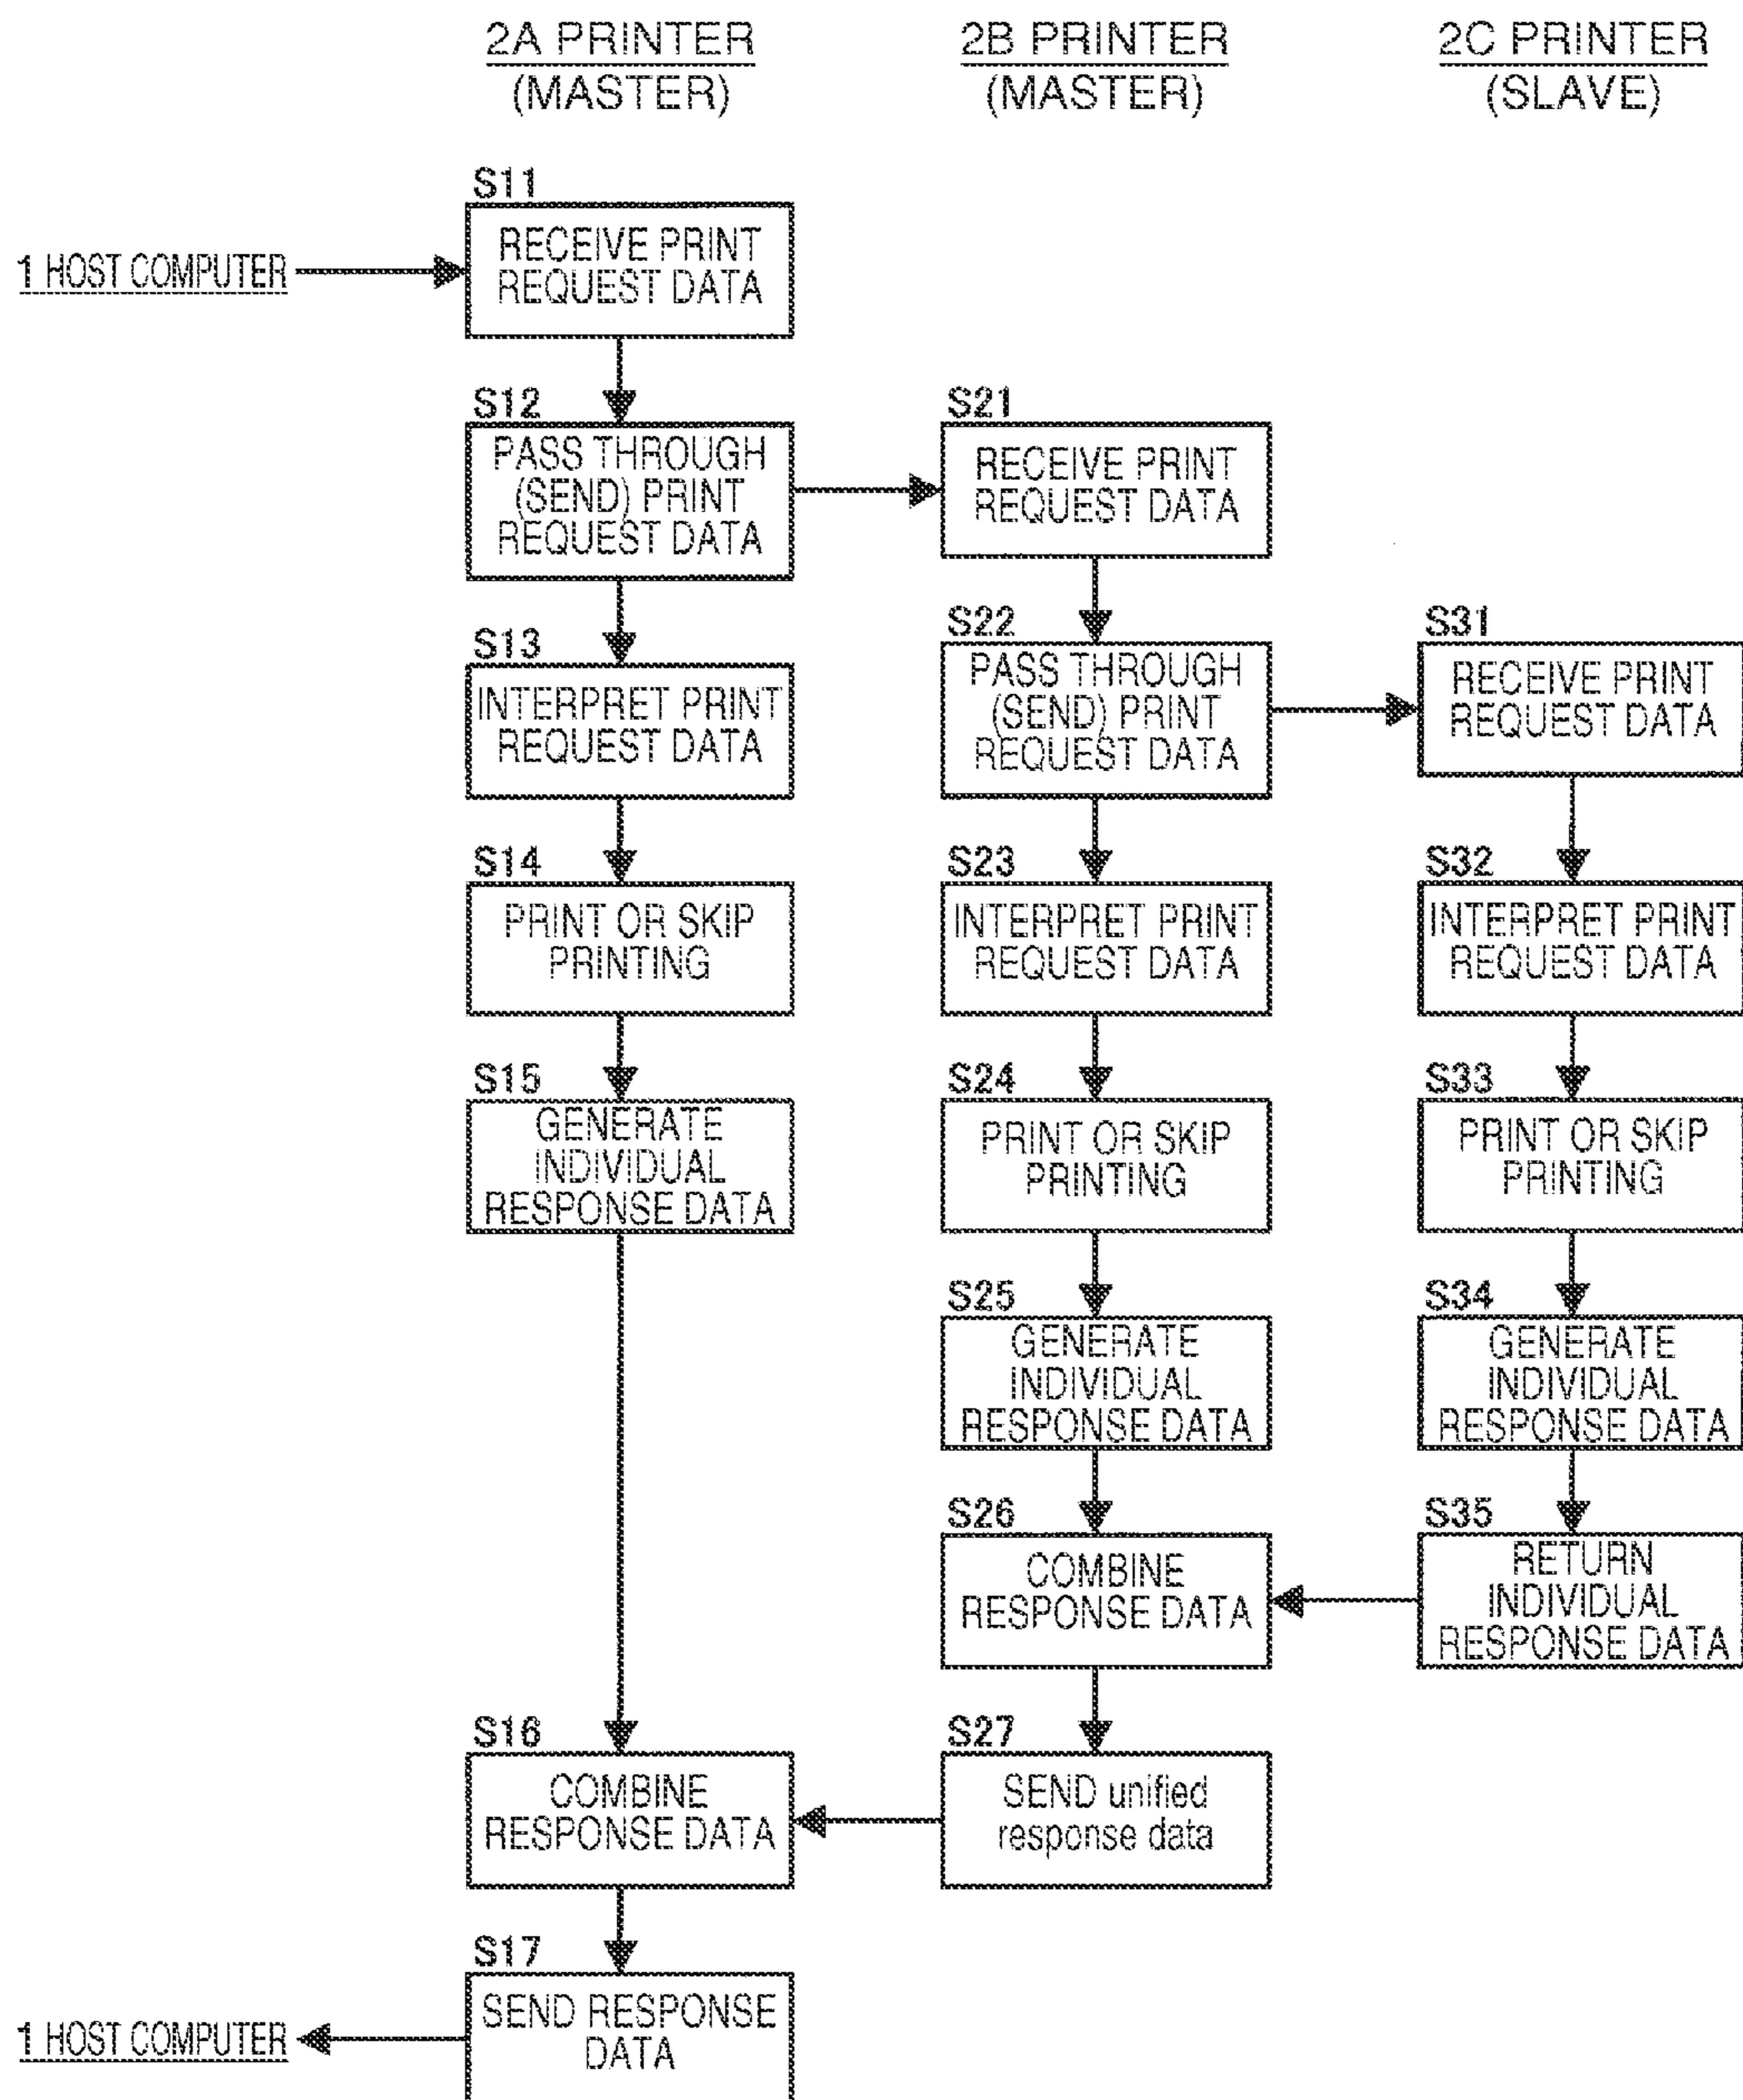 2A PRINTER
(MASTER)
2B PRINTER
(MASTER)
2C PRINTER
(SLAVE)
1 HOST COMPUTER
S11
RECEIVE PRINT
REQUEST DATA
S12
PASS THROUGH
(SEND) PRINT
REQUEST DATA
S21
RECEIVE PRINT
REQUEST DATA
S13
INTERPRET PRINT
REQUEST DATA
S22
PASS THROUGH
(SEND) PRINT
REQUEST DATA
S31
RECEIVE PRINT
REQUEST DATA
S14
PRINT OR SKIP
PRINTING
S23
INTERPRET PRINT
REQUEST DATA
S32
INTERPRET PRINT
REQUEST DATA
S15
GENERATE
INDIVIDUAL
RESPONSE DATA
S24
PRINT OR SKIP
PRINTING
S33
PRINT OR SKIP
PRINTING
S25
GENERATE
INDIVIDUAL
RESPONSE DATA
S34
GENERATE
INDIVIDUAL
RESPONSE DATA
S26
COMBINE
RESPONSE DATA
S35
RETURN
INDIVIDUAL
RESPONSE DATA
S16
COMBINE
RESPONSE DATA
S27
SEND unified
response data
S17
SEND RESPONSE
DATA
1 HOST COMPUTER